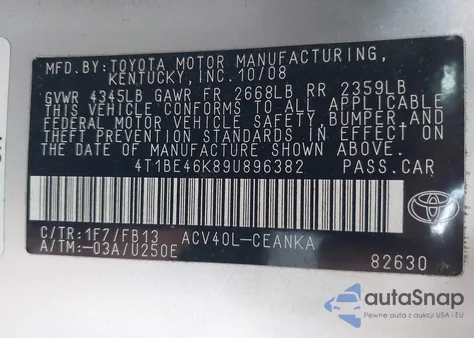 MFD.BY:TOYOTA MOTOR MANUFACTURING,
KENTUCKY,INC.10/08
GVWR 4345LB GAWR FR 2668LB RR 2359LB
THIS VEHICLE CONFORMS TO ALL APPLICABLE
FEDERAL MOTOR VEHICLE SAFETY,BUMPER,AND
THEFT PREVENTION STANDARDS IN EFFECT ON
THE DATE OF MANUFACTURE SHOWN ABOVE.
4T1BE46K89U896382 PASS.CAR
C/TR:1F7/FB13 ACV40L-CEANKA
A/TM:-03A/U250E
82630
autoSnap
Pewne auta z aukcji USA i EU